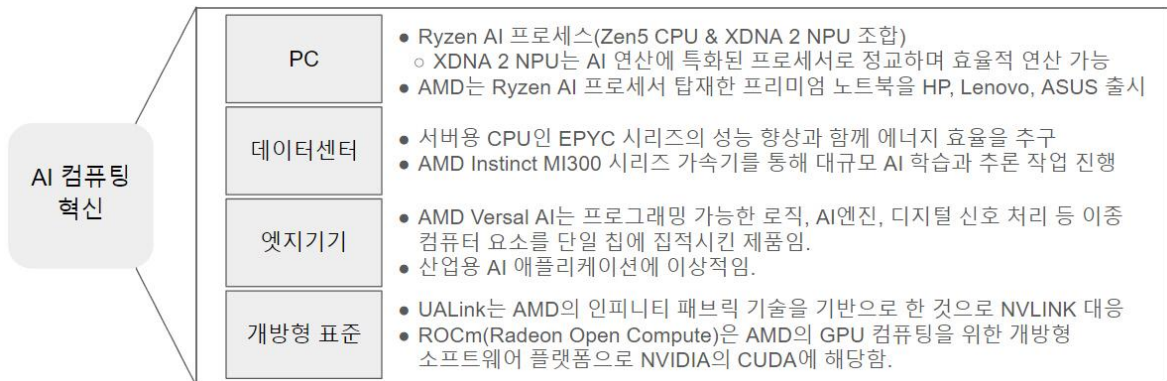 AI 컴퓨팅
혁신
PC
● Ryzen AI 프로세스(Zen5 CPU & XDNA 2 NPU 조합)
○ XDNA 2 NPU는 AI 연산에 특화된 프로세서로 정교하며 효율적 연산 가능
● AMD는 Ryzen AI 프로세서 탑재한 프리미엄 노트북을 HP, Lenovo, ASUS 출시
데이터센터
● 서버용 CPU인 EPYC 시리즈의 성능 향상과 함께 에너지 효율을 추구
● AMD Instinct MI300 시리즈 가속기를 통해 대규모 AI 학습과 추론 작업 진행
엣지기기
● AMD Versal AI는 프로그래밍 가능한 로직, AI엔진, 디지털 신호 처리 등 이종
컴퓨터 요소를 단일 칩에 집적시킨 제품임.
● 산업용 AI 애플리케이션에 이상적임.
개방형 표준
● UALink는 AMD의 인피니티 패브릭 기술을 기반으로 한 것으로 NVLINK 대응
● ROCm(Radeon Open Compute)은 AMD의 GPU 컴퓨팅을 위한 개방형
소프트웨어 플랫폼으로 NVIDIA의 CUDA에 해당함.